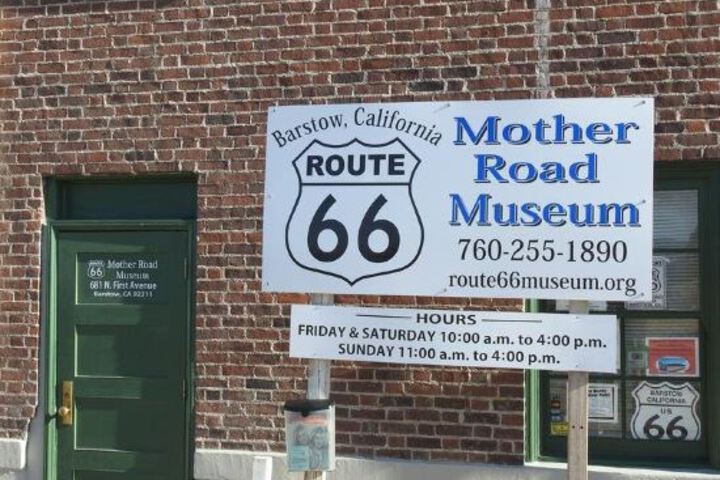 Barstow, California
ROUTE
66
Mother
Road
Museum
760-255-1890
route66museum.org
HOURS
FRIDAY & SATURDAY 10:00 a.m. to 4:00 p.m.
SUNDAY 11:00 a.m. to 4:00 p.m.
66
Mother Road
Museum
681 N. First Avenue
Barstow, CA 92311
BARSTOW
CALIFORNIA
US
66